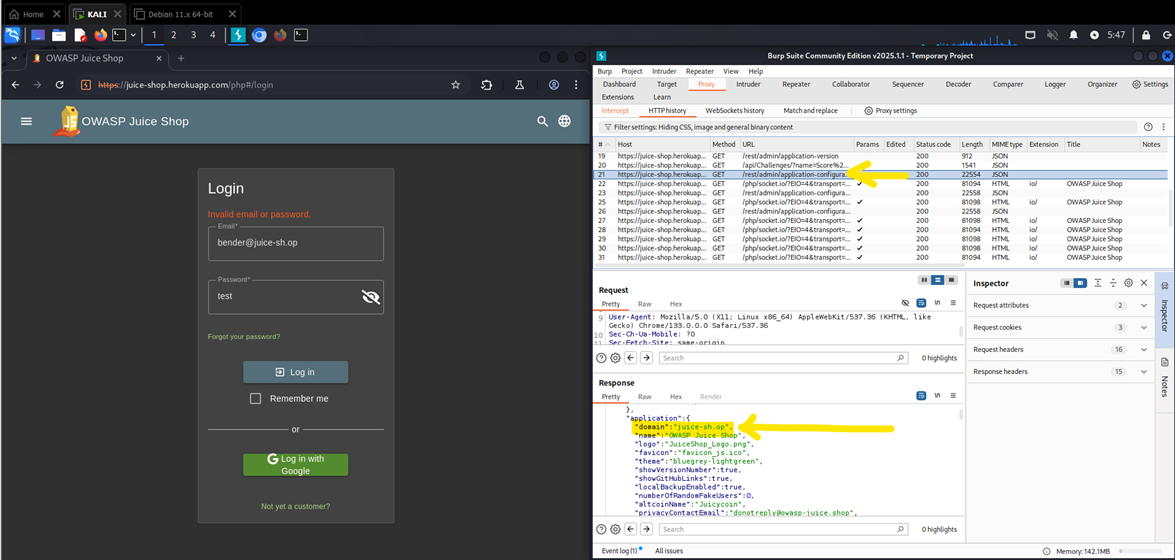 Home
KALI
Debian 11.x 64-bit
1 2 3 4
5:47
OWASP Juice Shop
https://juice-shop.herokuapp.com/php#/login
OWASP Juice Shop
Login
Invalid email or password.
Email*
bender@juice-sh.op
Password*
test
Forgot your password?
Log in
Remember me
or
Log in with
Google
Not yet a customer?
Burp Suite Community Edition v2025.1.1 - Temporary Project
Burp Project Intruder Repeater View Help
Dashboard Target Proxy Intruder Repeater Collaborator Sequencer Decoder Comparer Logger Organizer Settings
Extensions Learn
Intercept HTTP history WebSockets history Match and replace Proxy settings
Filter settings: Hiding CSS, image and general binary content
# Host Method URL Params Edited Status code Length MIME type Extension Title Notes
19 https://juice-shop.herokuap... GET /rest/admin/application-version 200 912 JSON
20 https://juice-shop.herokuap... GET /api/Challenges/?name=Score%2... 200 1541 JSON
21 https://juice-shop.herokuap... GET /rest/admin/application-configura... 200 22554 JSON
22 https://juice-shop.herokuap... GET /php/socket.io/?EIO=4&transport=... ✓ 200 81094 HTML io/ OWASP Juice Shop
23 https://juice-shop.herokuap... GET /rest/admin/application-configura... 200 22558 JSON
25 https://juice-shop.herokuap... GET /php/socket.io/?EIO=4&transport=... ✓ 200 81098 HTML io/ OWASP Juice Shop
26 https://juice-shop.herokuap... GET /rest/admin/application-configura... 200 22558 JSON
27 https://juice-shop.herokuap... GET /php/socket.io/?EIO=4&transport=... ✓ 200 81098 HTML io/ OWASP Juice Shop
28 https://juice-shop.herokuap... GET /php/socket.io/?EIO=4&transport=... ✓ 200 81094 HTML io/ OWASP Juice Shop
29 https://juice-shop.herokuap... GET /php/socket.io/?EIO=4&transport=... ✓ 200 81098 HTML io/ OWASP Juice Shop
30 https://juice-shop.herokuap... GET /php/socket.io/?EIO=4&transport=... ✓ 200 81098 HTML io/ OWASP Juice Shop
31 https://juice-shop.herokuap... GET /php/socket.io/?EIO=4&transport=... ✓ 200 81094 HTML io/ OWASP Juice Shop
Request
Pretty Raw Hex
9 User-Agent: Mozilla/5.0 (X11; Linux x86_64) AppleWebKit/537.36 (KHTML, like
Gecko) Chrome/133.0.0.0 Safari/537.36
10 Sec-Ch-Ua-Mobile: ?0
11 Sec-Fetch-Site: same-origin
Search
0 highlights
Response
Pretty Raw Hex Render
},
"application":{
"domain":"juice-sh.op",
"name":"OWASP Juice Shop",
"logo":"JuiceShop_Logo.png",
"favicon":"favicon_js.ico",
"theme":"bluegrey-lightgreen",
"showVersionNumber":true,
"showGitHubLinks":true,
"localBackupEnabled":true,
"numberOfRandomFakeUsers":0,
"altcoinName":"Juicycoin",
"privacyContactEmail":"donotreply@owasp-juice.shop",
Search
0 highlights
Inspector
Request attributes 2
Request cookies 3
Request headers 16
Response headers 15
Inspector
Notes
Event log (1) All issues
Memory: 142.1MB